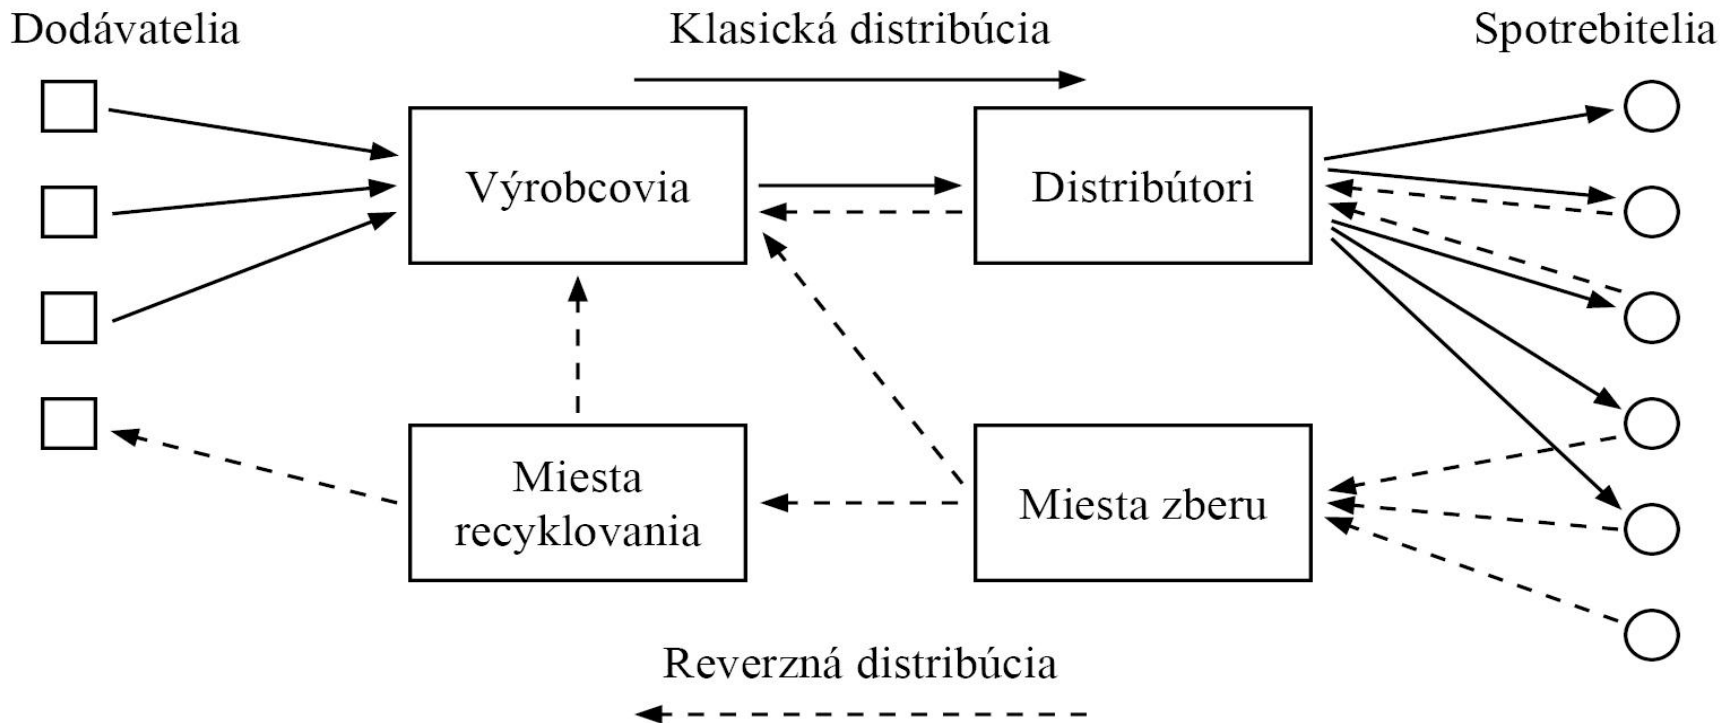 Dodávatelia
Klasická distribúcia
Spotrebitelia
Výrobcovia
Distribútori
Miesta
recyklovania
Miesta zberu
Reverzná distribúcia